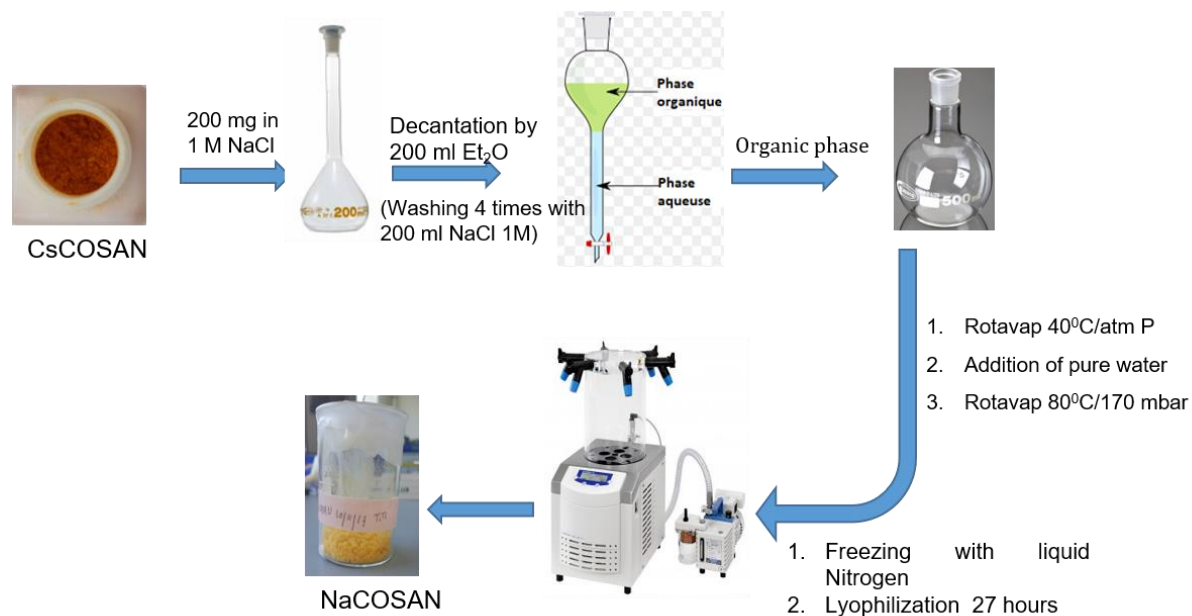 CsCOSAN
200 mg in
1 M NaCl
200
Decantation by
200 ml Et₂O
(Washing 4 times with
200 ml NaCl 1M)
Phase
organique
Phase
aqueuse
Organic phase
500
1. Rotavap 40⁰C/atm P
2. Addition of pure water
3. Rotavap 80⁰C/170 mbar
1. Freezing with liquid
Nitrogen
2. Lyophilization 27 hours
NaCOSAN